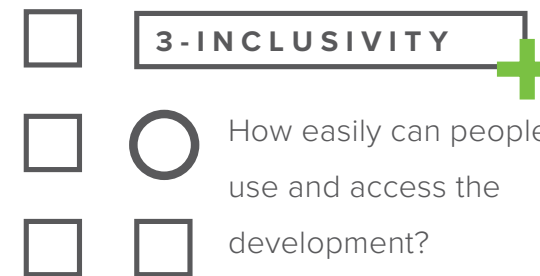 3-INCLUSIVITY
How easily can people
use and access the
development?